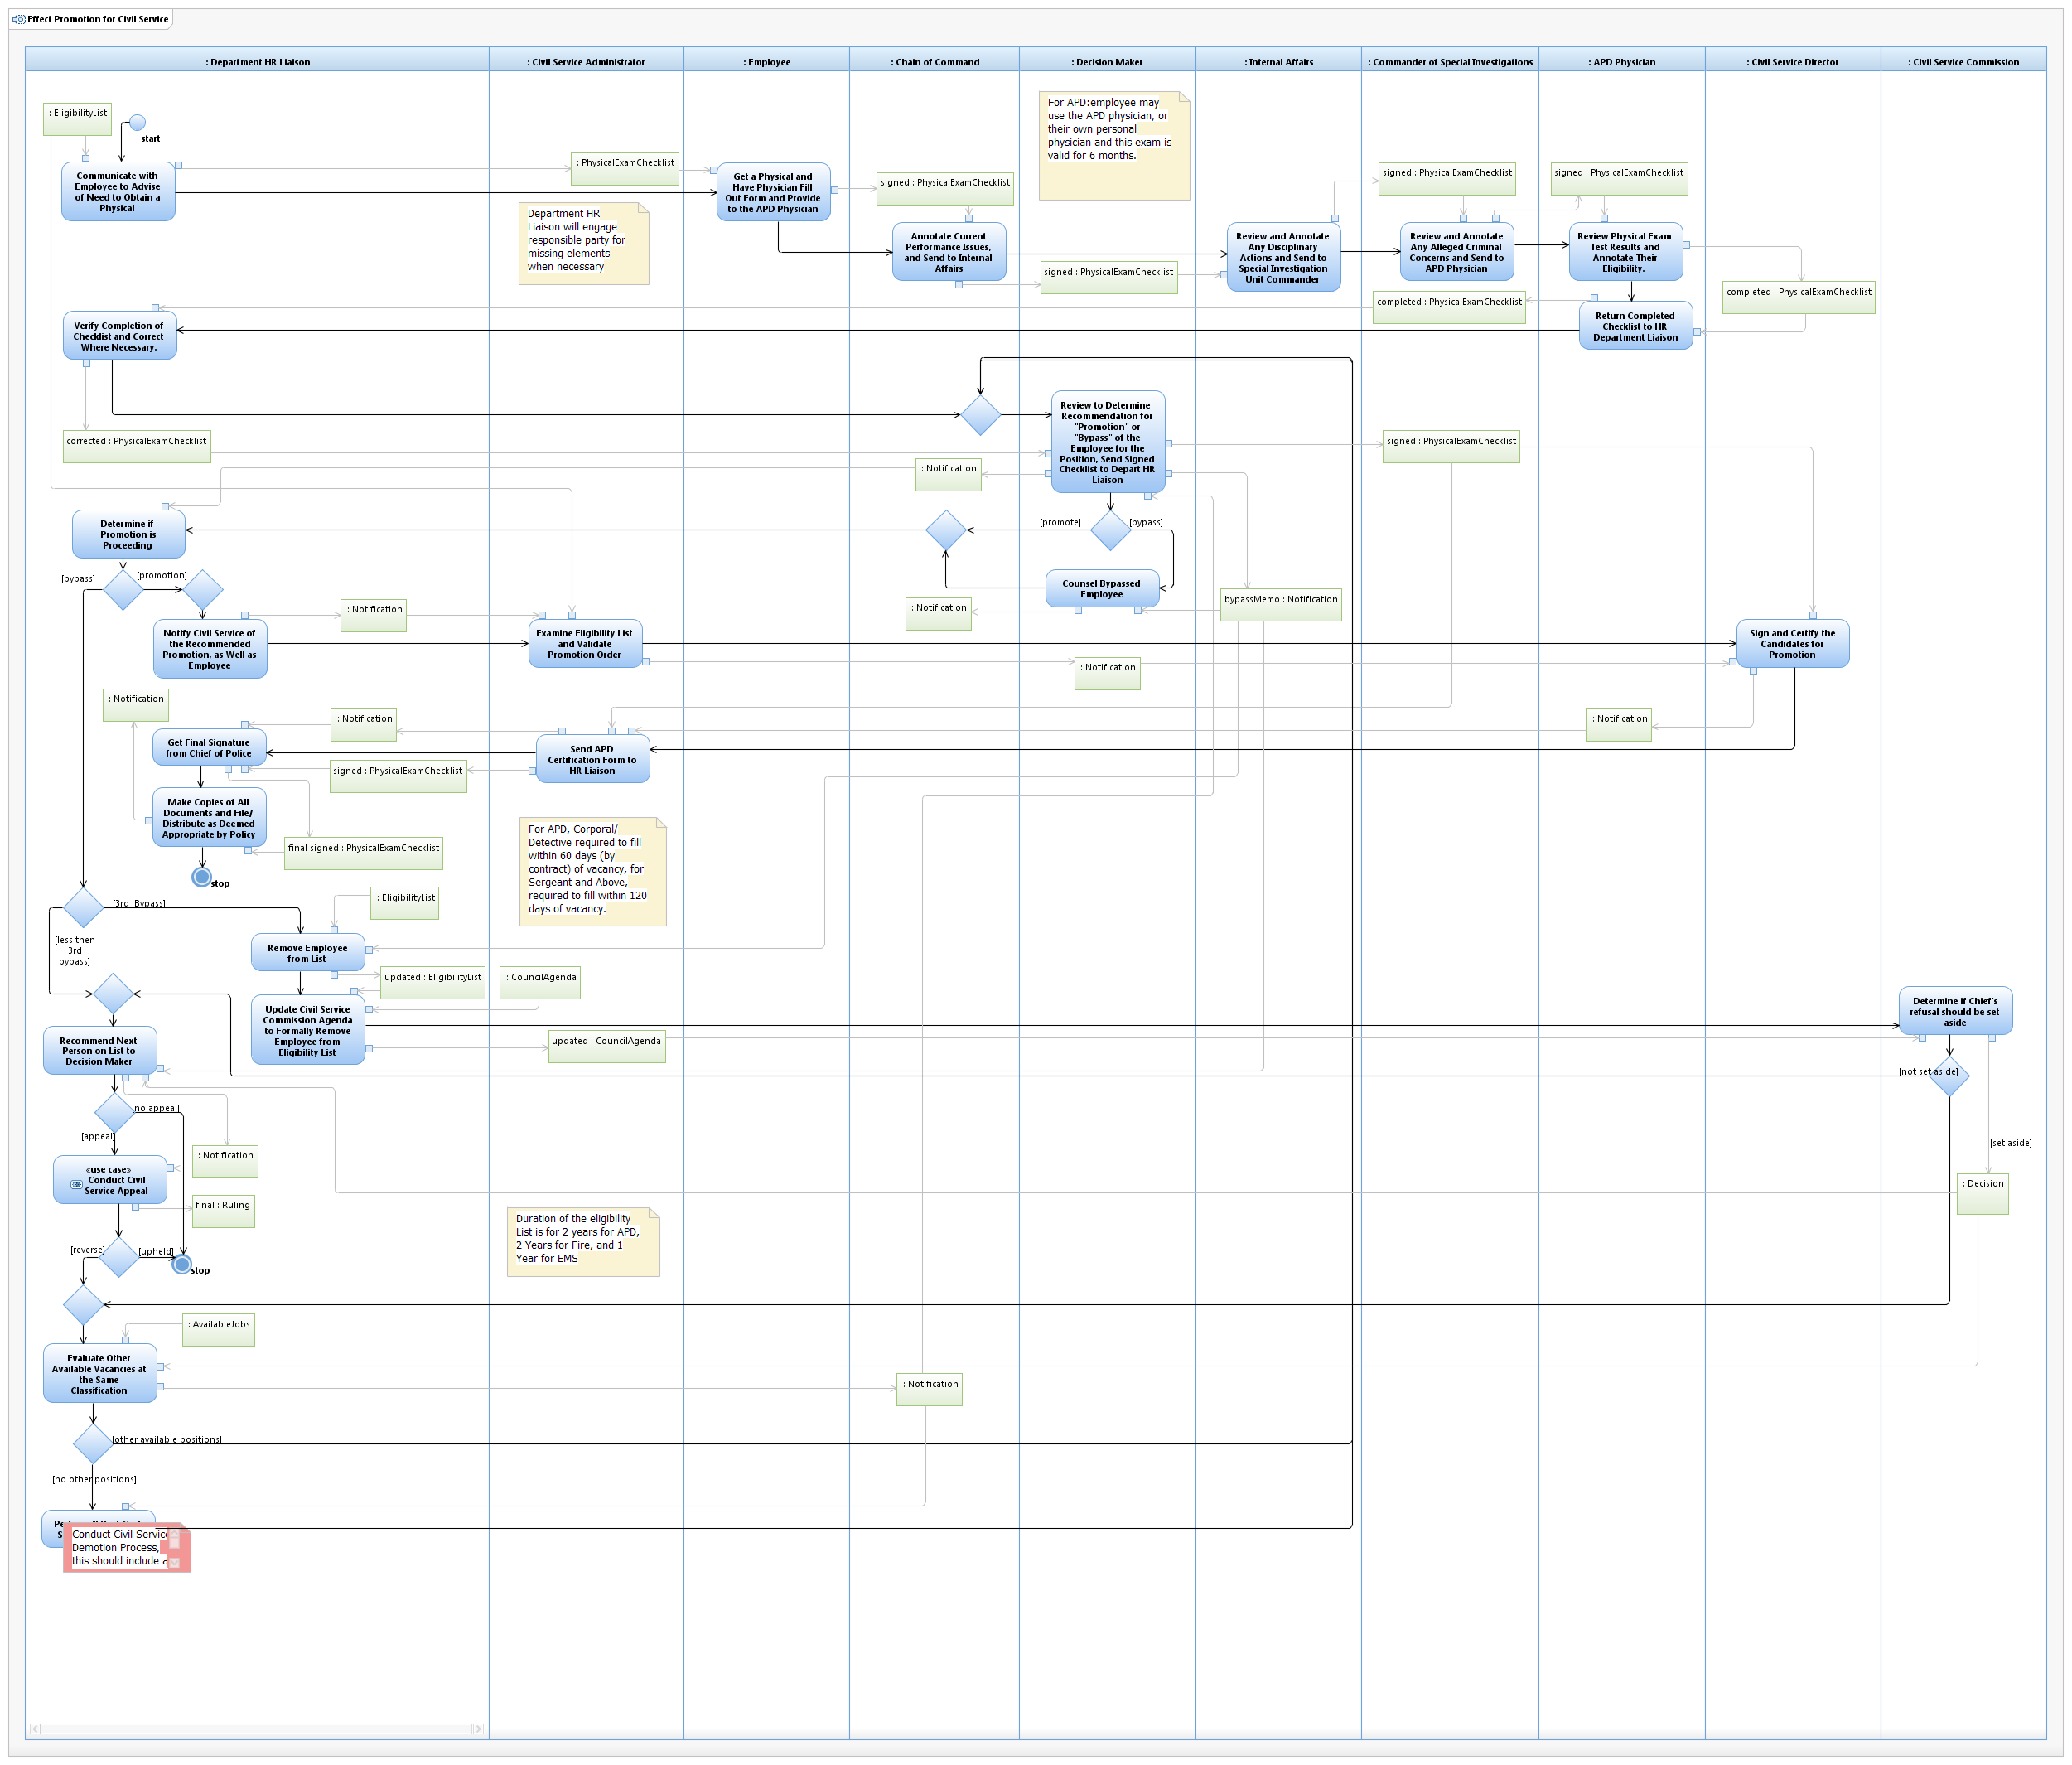 Effect Promotion for Civil Service
: Department HR Liaison
: Civil Service Administrator
: Employee
: Chain of Command
: Decision Maker
: Internal Affairs
: Commander of Special Investigations
: APD Physician
: Civil Service Director
: Civil Service Commission
: EligibilityList
start
Communicate with
Employee to Advise
of Need to Obtain a
Physical
: PhysicalExamChecklist
Department HR
Liaison will engage
responsible party for
missing elements
when necessary
Get a Physical and
Have Physician Fill
Out Form and Provide
to the APD Physician
signed : PhysicalExamChecklist
Annotate Current
Performance Issues,
and Send to Internal
Affairs
For APD:employee may
use the APD physician, or
their own personal
physician and this exam is
valid for 6 months.
signed : PhysicalExamChecklist
Review and Annotate
Any Disciplinary
Actions and Send to
Special Investigation
Unit Commander
signed : PhysicalExamChecklist
Review and Annotate
Any Alleged Criminal
Concerns and Send to
APD Physician
signed : PhysicalExamChecklist
Review Physical Exam
Test Results and
Annotate Their
Eligibility.
completed : PhysicalExamChecklist
completed : PhysicalExamChecklist
Return Completed
Checklist to HR
Department Liaison
Verify Completion of
Checklist and Correct
Where Necessary.
corrected : PhysicalExamChecklist
Review to Determine
Recommendation for
"Promotion" or
"Bypass" of the
Employee for the
Position, Send Signed
Checklist to Depart HR
Liaison
signed : PhysicalExamChecklist
: Notification
Determine if
Promotion is
Proceeding
[promote]
[bypass]
[bypass]
[promotion]
Counsel Bypassed
Employee
: Notification
: Notification
bypassMemo : Notification
Notify Civil Service of
the Recommended
Promotion, as Well as
Employee
Examine Eligibility List
and Validate
Promotion Order
: Notification
Sign and Certify the
Candidates for
Promotion
: Notification
: Notification
: Notification
Get Final Signature
from Chief of Police
Send APD
Certification Form to
HR Liaison
signed : PhysicalExamChecklist
Make Copies of All
Documents and File/
Distribute as Deemed
Appropriate by Policy
final signed : PhysicalExamChecklist
stop
For APD, Corporal/
Detective required to fill
within 60 days (by
contract) of vacancy, for
Sergeant and Above,
required to fill within 120
days of vacancy.
[3rd Bypass]
: EligibilityList
[less then
3rd
bypass]
Remove Employee
from List
updated : EligibilityList
: CouncilAgenda
Update Civil Service
Commission Agenda
to Formally Remove
Employee from
Eligibility List
updated : CouncilAgenda
Determine if Chief's
refusal should be set
aside
Recommend Next
Person on List to
Decision Maker
[not set aside]
[no appeal]
[appeal]
[set aside]
: Notification
«use case»
Conduct Civil
Service Appeal
: Decision
final : Ruling
Duration of the eligibility
List is for 2 years for APD,
2 Years for Fire, and 1
Year for EMS
[reverse]
[upheld]
stop
: AvailableJobs
Evaluate Other
Available Vacancies at
the Same
Classification
: Notification
[other available positions]
[no other positions]
Conduct Civil Service
Demotion Process,
this should include a